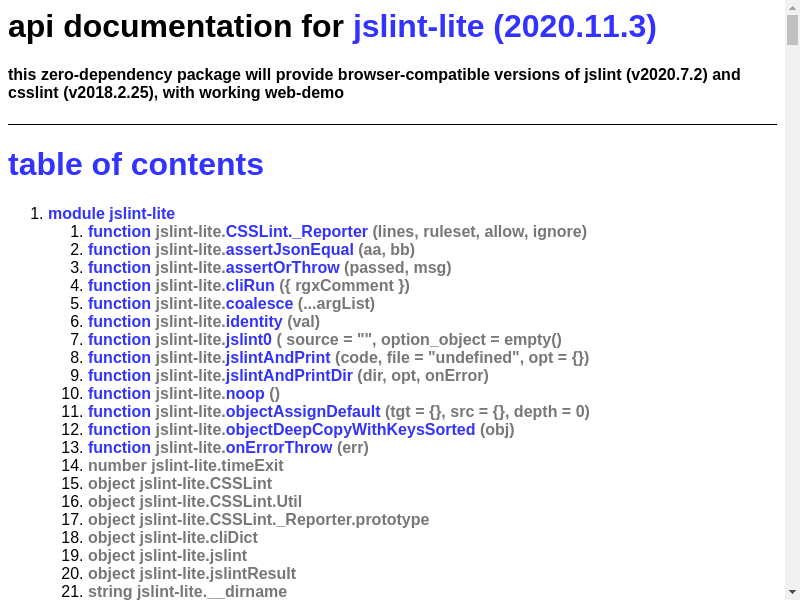 api documentation for jslint-lite (2020.11.3)
this zero-dependency package will provide browser-compatible versions of jslint (v2020.7.2) and
csslint (v2018.2.25), with working web-demo
table of contents
1. module jslint-lite
1. function jslint-lite.CSSLint._Reporter (lines, ruleset, allow, ignore)
2. function jslint-lite.assertJsonEqual (aa, bb)
3. function jslint-lite.assertOrThrow (passed, msg)
4. function jslint-lite.cliRun ({ rgxComment })
5. function jslint-lite.coalesce (...argList)
6. function jslint-lite.identity (val)
7. function jslint-lite.jslint0 ( source = "", option_object = empty()
8. function jslint-lite.jslintAndPrint (code, file = "undefined", opt = {})
9. function jslint-lite.jslintAndPrintDir (dir, opt, onError)
10. function jslint-lite.noop ()
11. function jslint-lite.objectAssignDefault (tgt = {}, src = {}, depth = 0)
12. function jslint-lite.objectDeepCopyWithKeysSorted (obj)
13. function jslint-lite.onErrorThrow (err)
14. number jslint-lite.timeExit
15. object jslint-lite.CSSLint
16. object jslint-lite.CSSLint.Util
17. object jslint-lite.CSSLint._Reporter.prototype
18. object jslint-lite.cliDict
19. object jslint-lite.jslint
20. object jslint-lite.jslintResult
21. string jslint-lite.__dirname